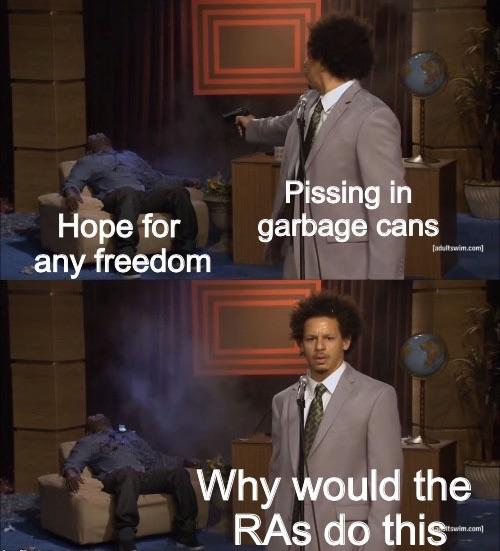 Pissing in
garbage cans
Hope for
any freedom
[adultswim.com]
Why would the
RAs do this